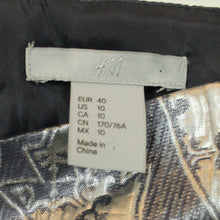 H&M
EUR 40
US 10
CA 10
CN 170/76A
MX 10
Made in
China